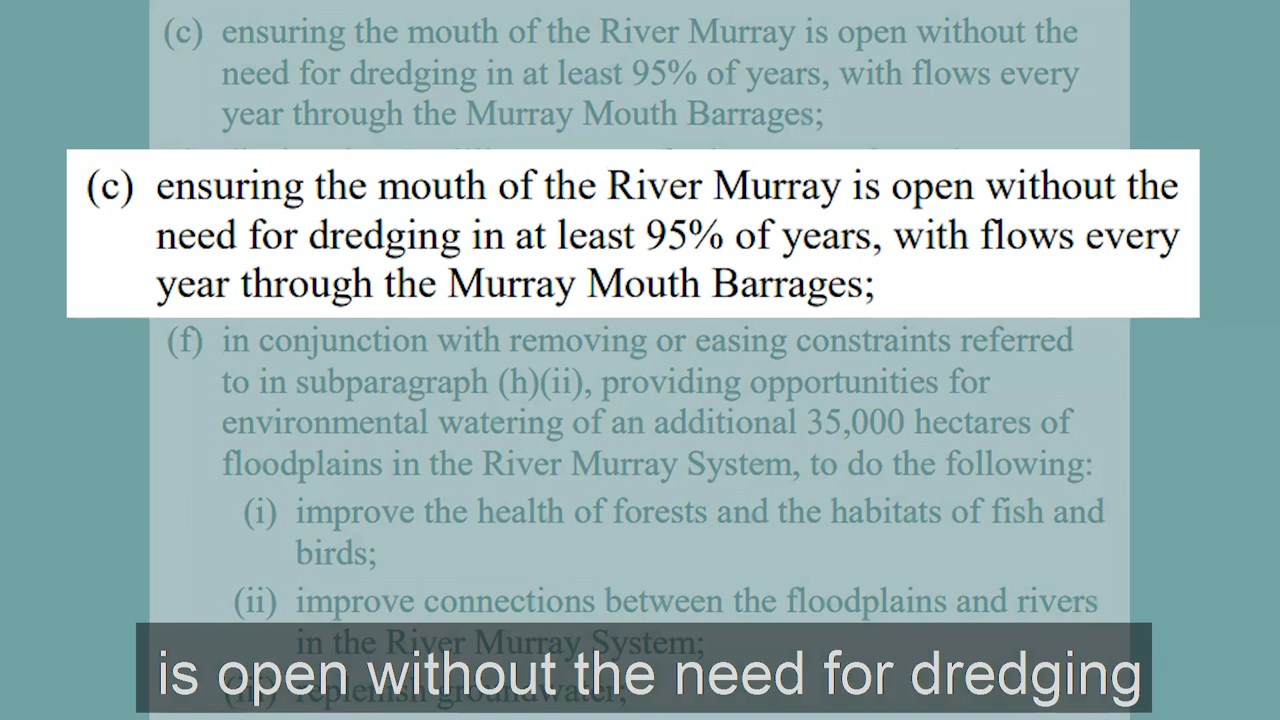 (c) ensuring the mouth of the River Murray is open without the
need for dredging in at least 95% of years, with flows every
year through the Murray Mouth Barrages;
(c) ensuring the mouth of the River Murray is open without the
need for dredging in at least 95% of years, with flows every
year through the Murray Mouth Barrages;
(f) in conjunction with removing or easing constraints referred
to in subparagraph (h)(ii), providing opportunities for
environmental watering of an additional 35,000 hectares of
floodplains in the River Murray System, to do the following:
(i) improve the health of forests and the habitats of fish and
birds;
(ii) improve connections between the floodplains and rivers
in the River Murray System;
is open without the need for dredging
(iii) replenish groundwater;